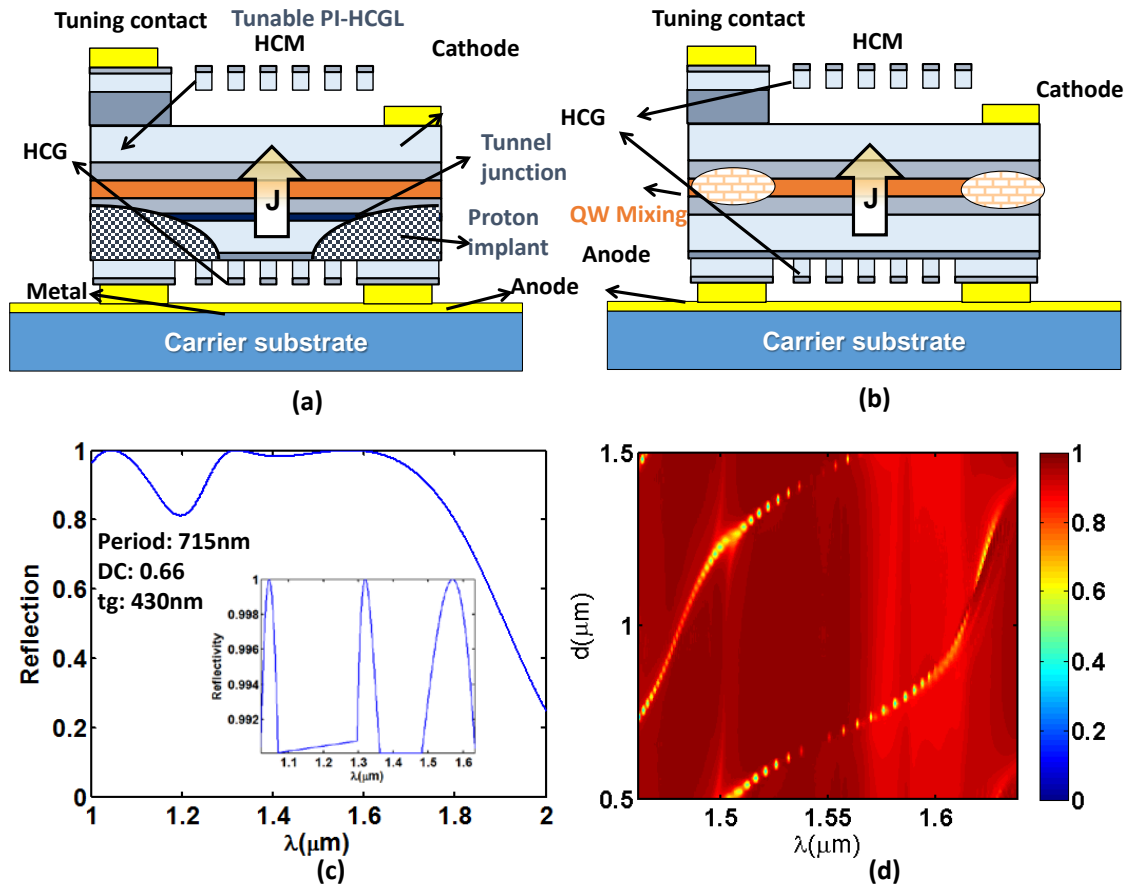 Tuning contact
Tunable PI-HCGL
HCM
Cathode
HCG
Tunnel
junction
J
Proton
implant
Metal
Anode
Carrier substrate
(a)
Tuning contact
HCM
Cathode
HCG
J
QW Mixing
Anode
Carrier substrate
(b)
Reflection
1
0.8
0.6
0.4
0.2
0
Period: 715nm
DC: 0.66
tg: 430nm
Reflectivity
1
0.998
0.996
0.994
0.992
1.1 1.2 1.3 1.4 1.5 1.6
λ(μm)
1 1.2 1.4 1.6 1.8 2
λ(μm)
(c)
d(μm)
1.5
1
0.5
1.5 1.55 1.6
λ(μm)
1
0.8
0.6
0.4
0.2
0
(d)